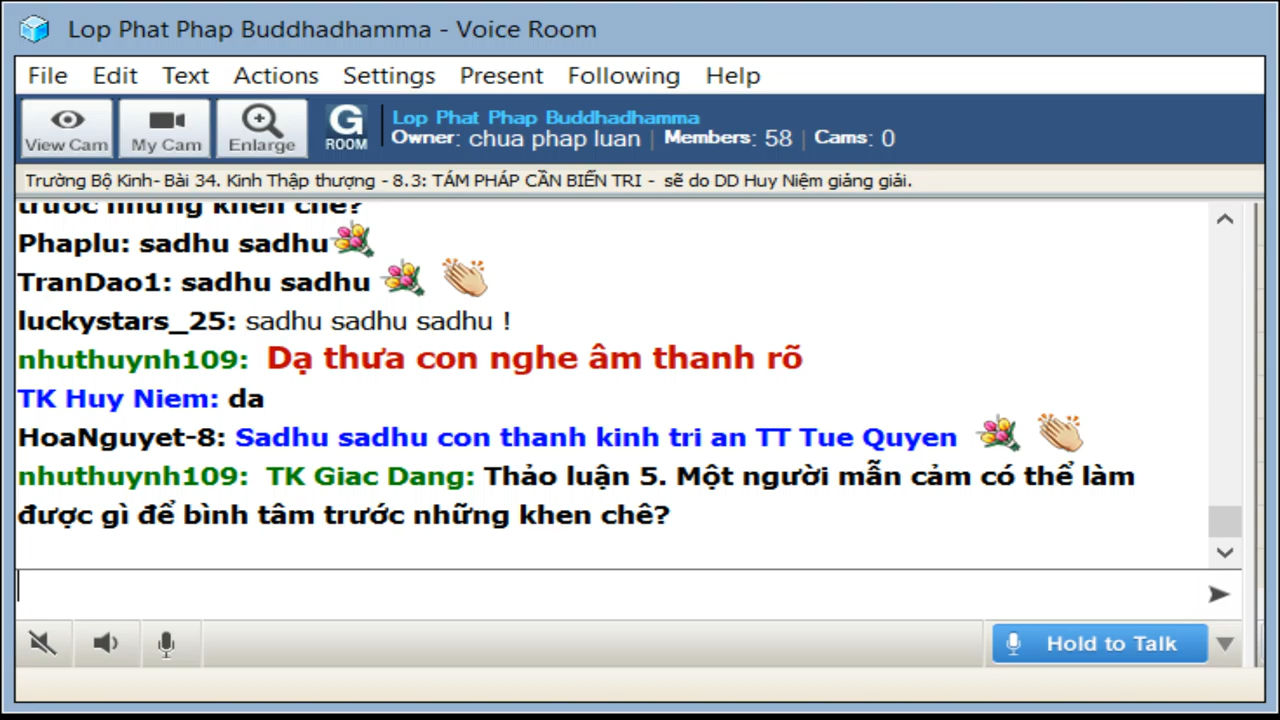 Lop Phat Phap Buddhadhamma - Voice Room
File Edit Text Actions Settings Present Following Help
View Cam My Cam Enlarge G ROOM
Lop Phat Phap Buddhadhamma
Owner: chua phap luan | Members: 58 | Cams: 0
Trường Bộ Kinh- Bài 34. Kinh Thập thượng - 8.3: TÁM PHÁP CẦN BIẾN TRI - sẽ do DD Huy Niệm giảng giải.
trước những khen chê?
Phaplu: sadhu sadhu
TranDao1: sadhu sadhu
luckystars_25: sadhu sadhu sadhu !
nhuthuynh109: Dạ thưa con nghe âm thanh rõ
TK Huy Niem: da
HoaNguyet-8: Sadhu sadhu con thanh kinh tri an TT Tue Quyen
nhuthuynh109: TK Giac Dang: Thảo luận 5. Một người mẫn cảm có thể làm
được gì để bình tâm trước những khen chê?
Hold to Talk